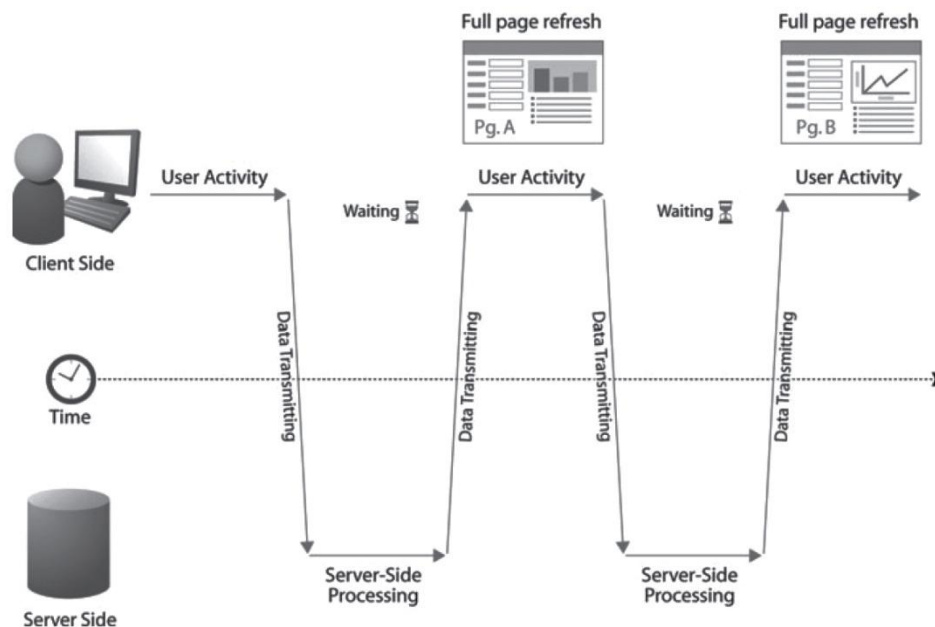 Full page refresh
Full page refresh
Pg. A
Pg. B
User Activity
User Activity
User Activity
Waiting
Waiting
Client Side
Data Transmitting
Data Transmitting
Data Transmitting
Data Transmitting
Time
Server-Side
Processing
Server-Side
Processing
Server Side